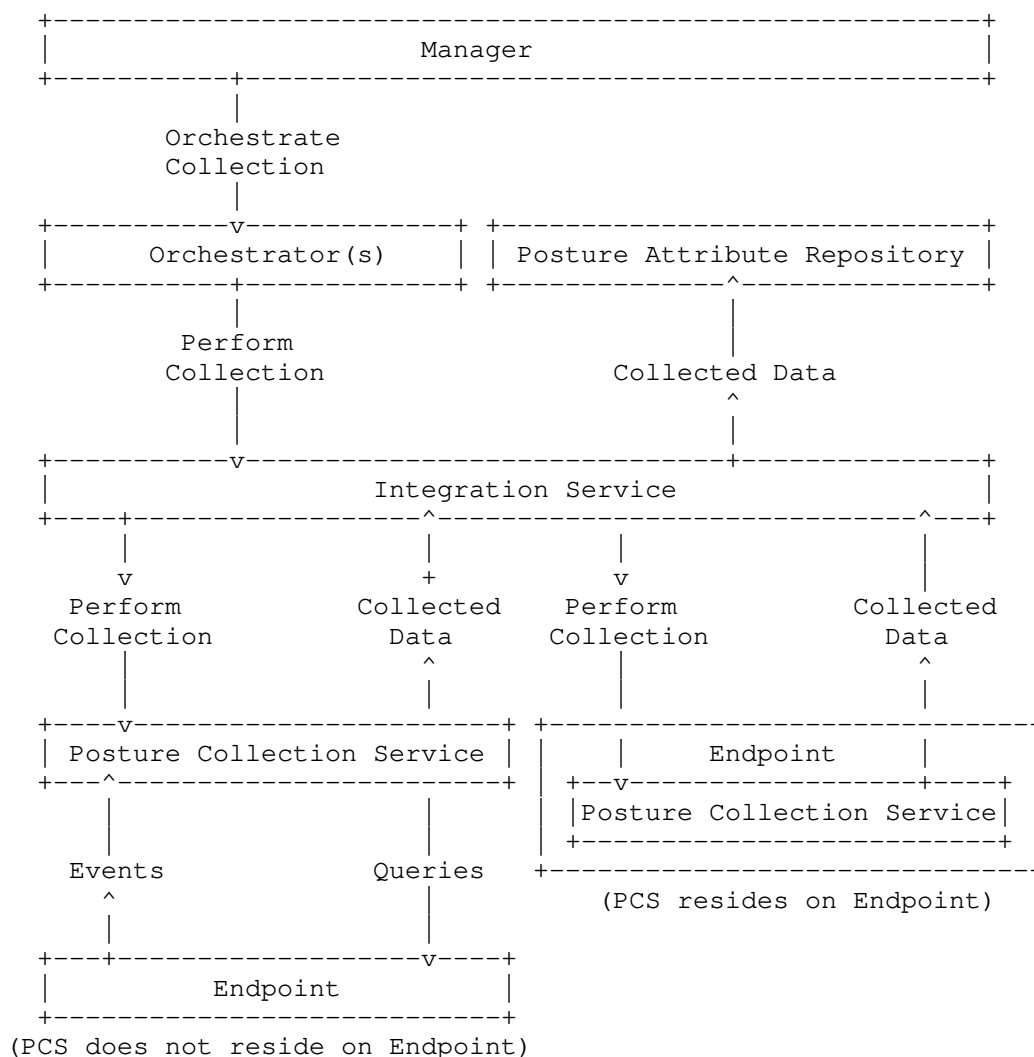 Manager
Orchestrate
Collection
Orchestrator(s) Posture Attribute Repository
Perform
Collection Collected Data
Integration Service
Perform Collected Perform Collected
Collection Data Collection Data
Posture Collection Service Endpoint
Posture Collection Service
Events Queries
(PCS resides on Endpoint)
Endpoint
(PCS does not reside on Endpoint)